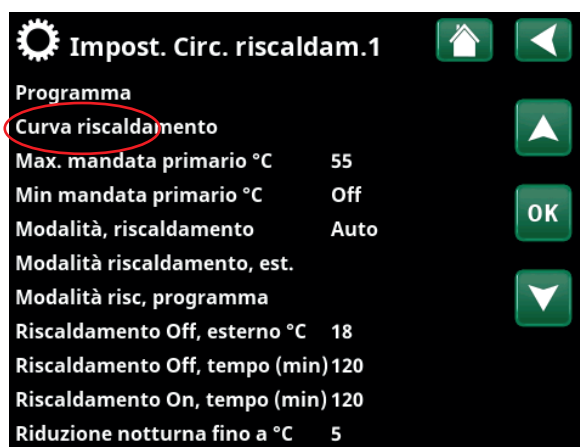 Impost. Circ. riscaldam.1
Programma
Curva riscaldamento
Max. mandata primario °C 55
Min mandata primario °C Off
OK
Modalità, riscaldamento Auto
Modalità riscaldamento, est.
Modalità risc, programma
Riscaldamento Off, esterno °C 18
Riscaldamento Off, tempo (min) 120
Riscaldamento On, tempo (min) 120
Riduzione notturna fino a °C 5